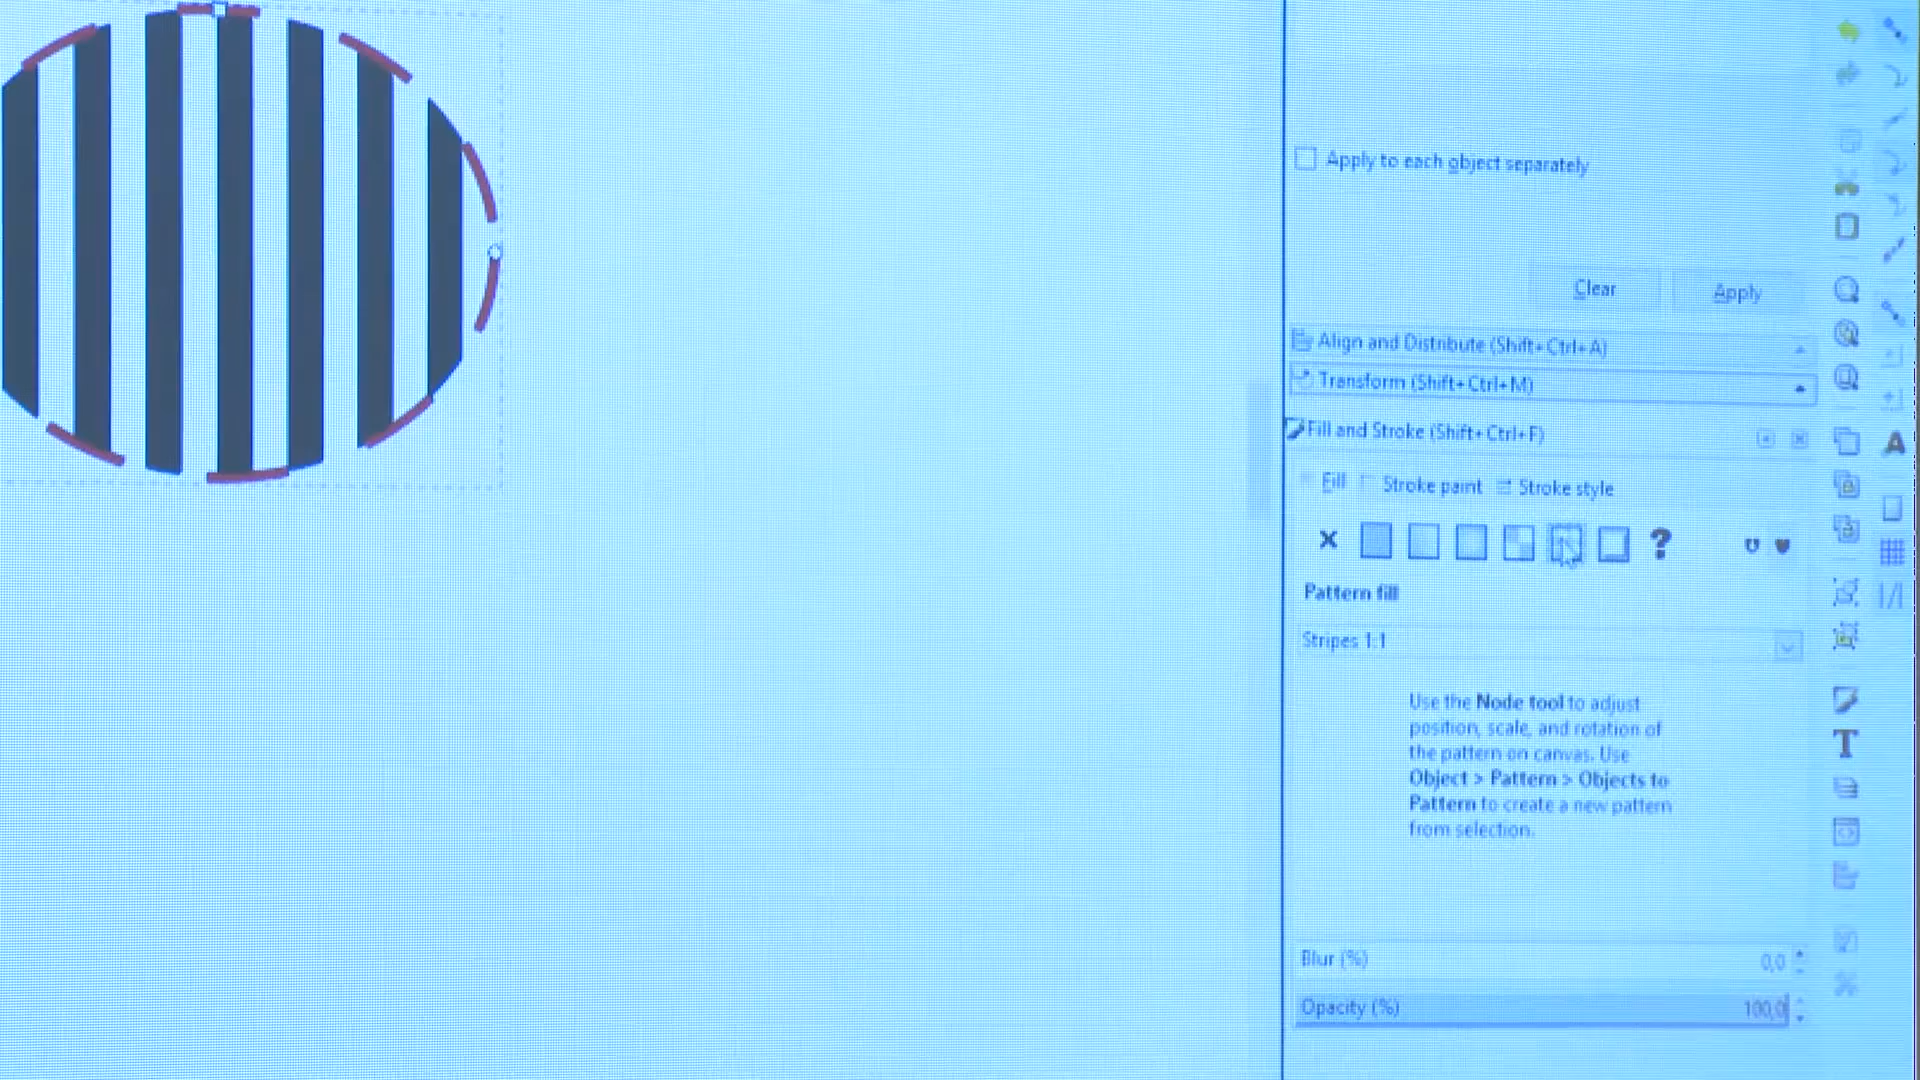 Apply to each object separately
Clear
Apply
Align and Distribute (Shift+Ctrl+A)
Transform (Shift+Ctrl+M)
Fill and Stroke (Shift+Ctrl+F)
Fill
Stroke paint
Stroke style
?
Pattern fill
Stripes 1:1
Use the Node tool to adjust
position, scale, and rotation of
the pattern on canvas. Use
Object > Pattern > Objects to
Pattern to create a new pattern
from selection.
Blur (%)
0,0
Opacity (%)
100,0